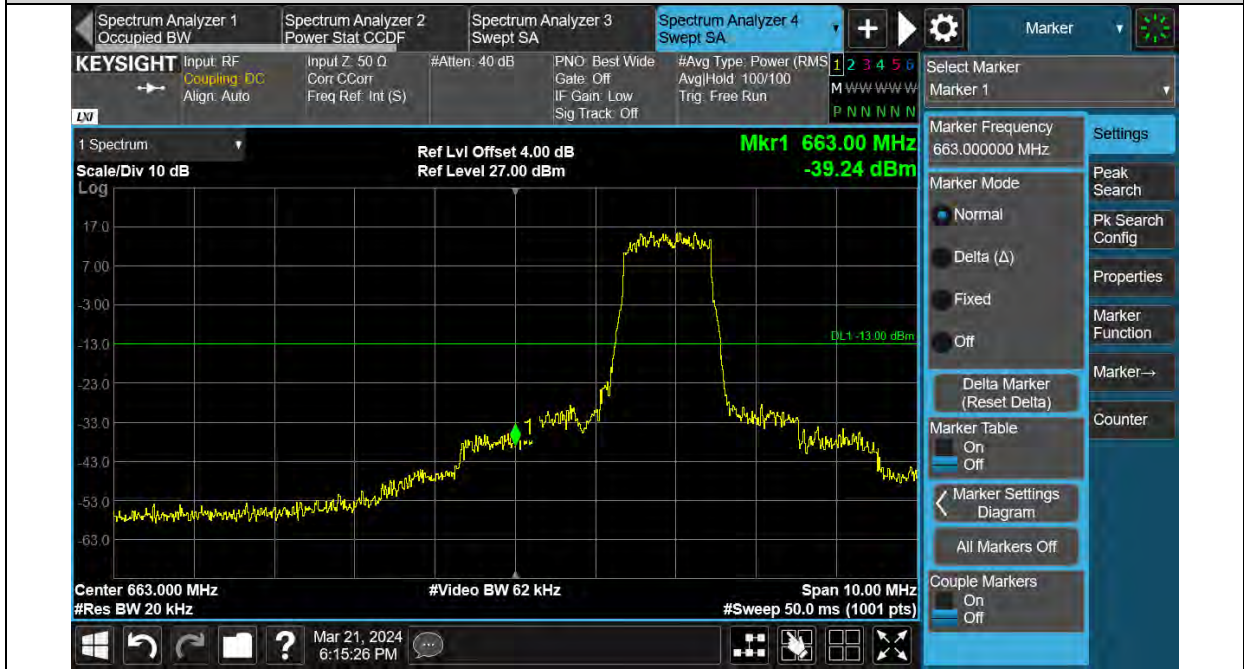 Spectrum Analyzer 1
Occupied BW
Spectrum Analyzer 2
Power Stat CCDF
Spectrum Analyzer 3
Swept SA
Spectrum Analyzer 4
Swept SA
+
Marker
KEYSIGHT
LXI
Input: RF
Coupling: DC
Align: Auto
Input Z: 50 Ω
Corr CCorr
Freq Ref: Int (S)
#Atten: 40 dB
PNO: Best Wide
Gate: Off
IF Gain: Low
Sig Track: Off
#Avg Type: Power (RMS
Avg|Hold: 100/100
Trig: Free Run
1 2 3 4 5 6
M W W W W W
P N N N N N
Select Marker
Marker 1
1 Spectrum
Scale/Div 10 dB
Log
Ref Lvl Offset 4.00 dB
Ref Level 27.00 dBm
Mkr1 663.00 MHz
-39.24 dBm
17.0
7.00
-3.00
-13.0
-23.0
-33.0
-43.0
-53.0
-63.0
DL1 -13.00 dBm
1
Center 663.000 MHz
#Res BW 20 kHz
#Video BW 62 kHz
Span 10.00 MHz
#Sweep 50.0 ms (1001 pts)
Marker Frequency
663.000000 MHz
Marker Mode
Normal
Delta (Δ)
Fixed
Off
Delta Marker
(Reset Delta)
Marker Table
On
Off
Marker Settings
Diagram
All Markers Off
Couple Markers
On
Off
Settings
Peak
Search
Pk Search
Config
Properties
Marker
Function
Marker→
Counter
?
Mar 21, 2024
6:15:26 PM